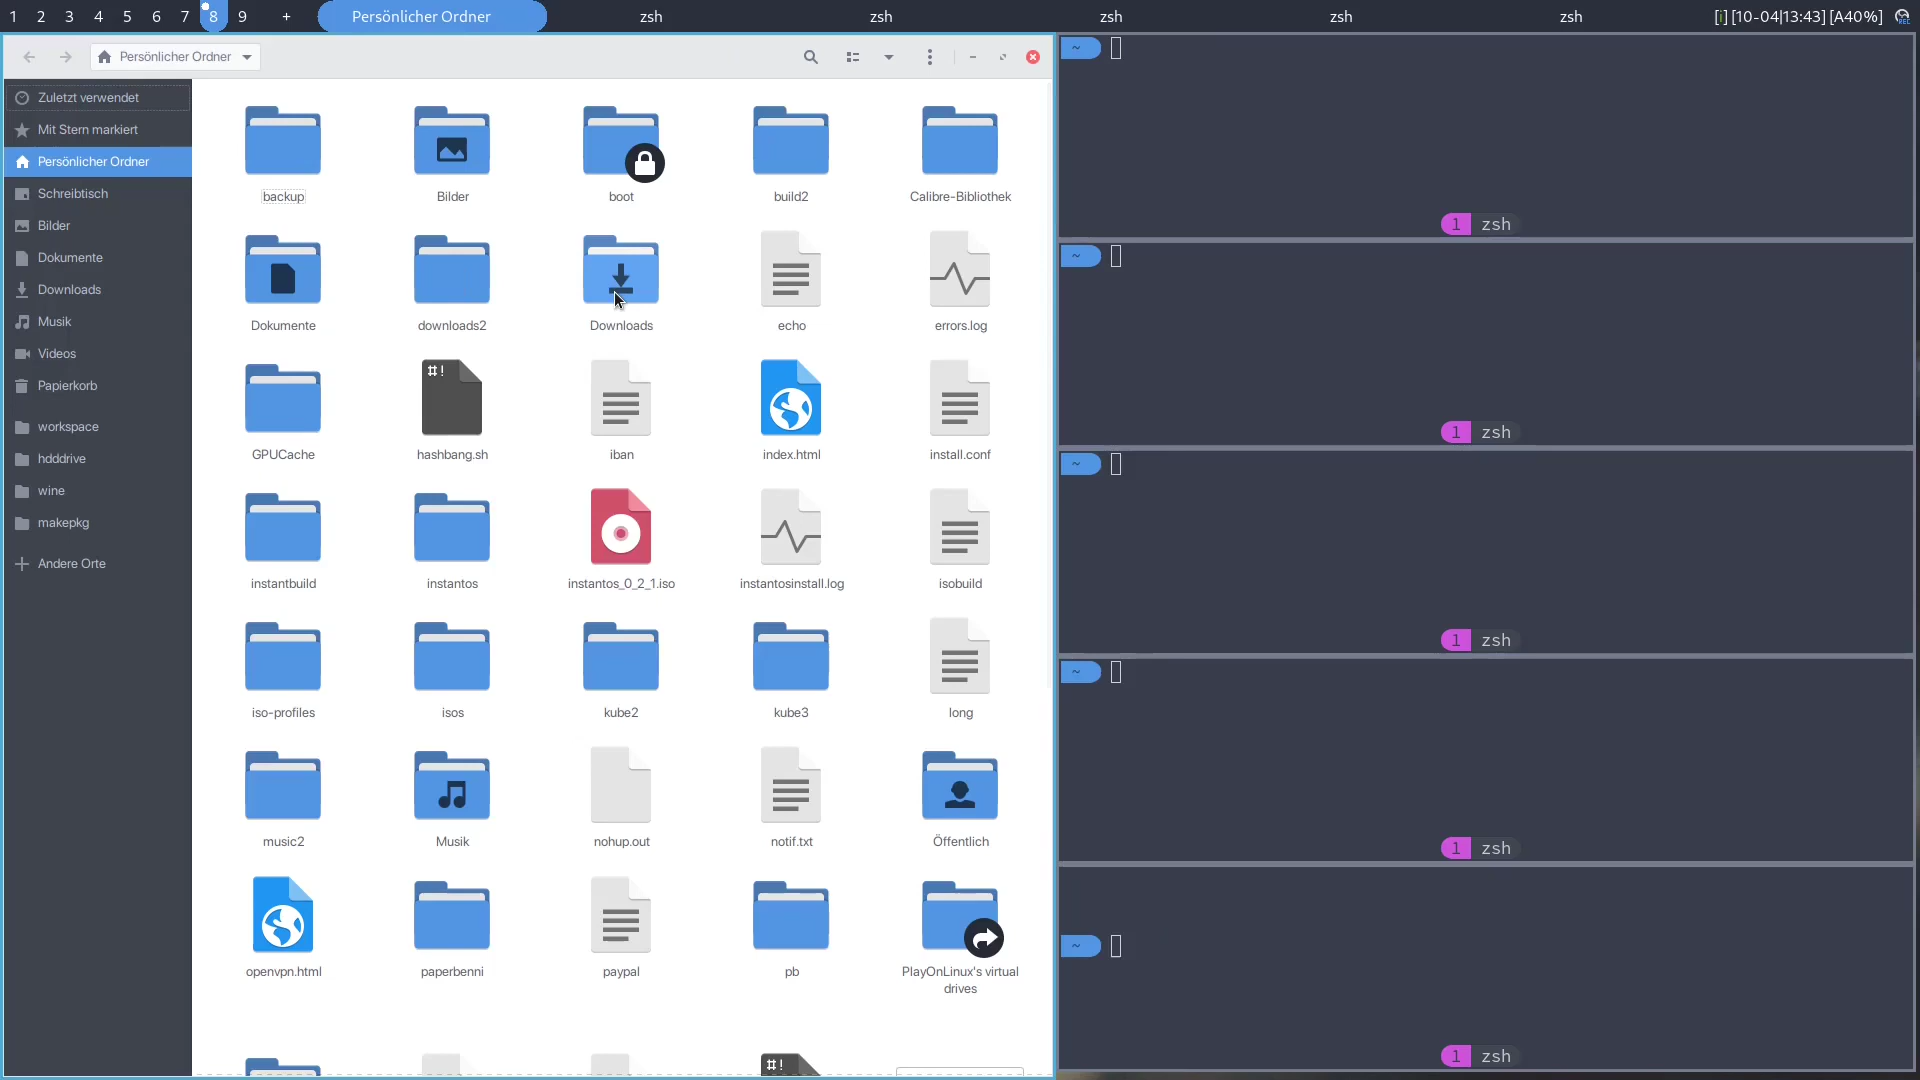 1 2 3 4 5 6 7 8 9 + Persönlicher Ordner zsh zsh zsh zsh zsh [i] [10-04|13:43] [A40%]
Persönlicher Ordner
Zuletzt verwendet
Mit Stern markiert
Persönlicher Ordner
Schreibtisch
Bilder
Dokumente
Downloads
Musik
Videos
Papierkorb
workspace
hdddrive
wine
makepkg
Andere Orte
backup Bilder boot build2 Calibre-Bibliothek
Dokumente downloads2 Downloads echo errors.log
#!
GPUCache hashbang.sh iban index.html install.conf
instantbuild instantos instantos_0_2_1.iso instantosinstall.log isobuild
iso-profiles isos kube2 kube3 long
music2 Musik nohup.out notif.txt Öffentlich
openvpn.html paperbenni paypal pb PlayOnLinux's virtual
drives
#!
~
1 zsh
~
1 zsh
~
1 zsh
~
1 zsh
~
1 zsh